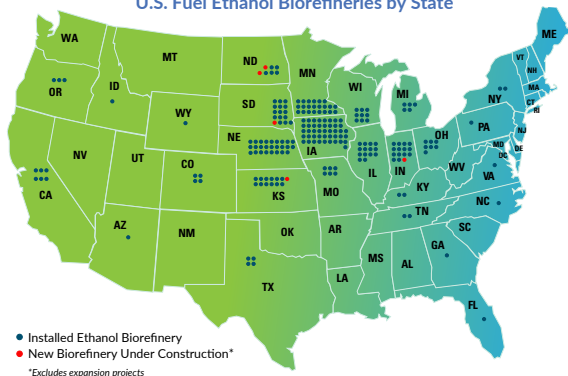 U.S. Fuel Ethanol Biorefineries by State
WA
MT
ND
MN
ME
VT
NH
OR
ID
WY
SD
WI
MI
NY
MA
CT
RI
NV
UT
CO
NE
IA
IL
IN
OH
PA
NJ
MD
DE
DC
CA
KS
MO
KY
WV
VA
AZ
NM
OK
AR
TN
NC
SC
TX
LA
MS
AL
GA
FL
Installed Ethanol Biorefinery
New Biorefinery Under Construction*
*Excludes expansion projects